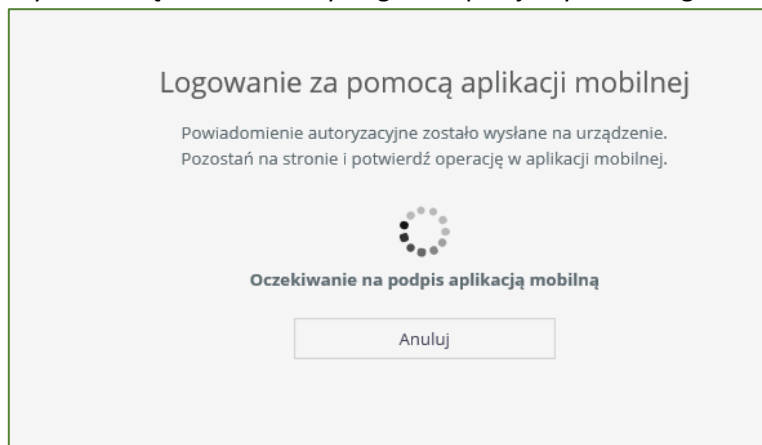 Logowanie za pomocą aplikacji mobilnej
Powiadomienie autoryzacyjne zostało wysłane na urządzenie.
Pozostań na stronie i potwierdź operację w aplikacji mobilnej.
Oczekiwanie na podpis aplikacją mobilną
Anuluj